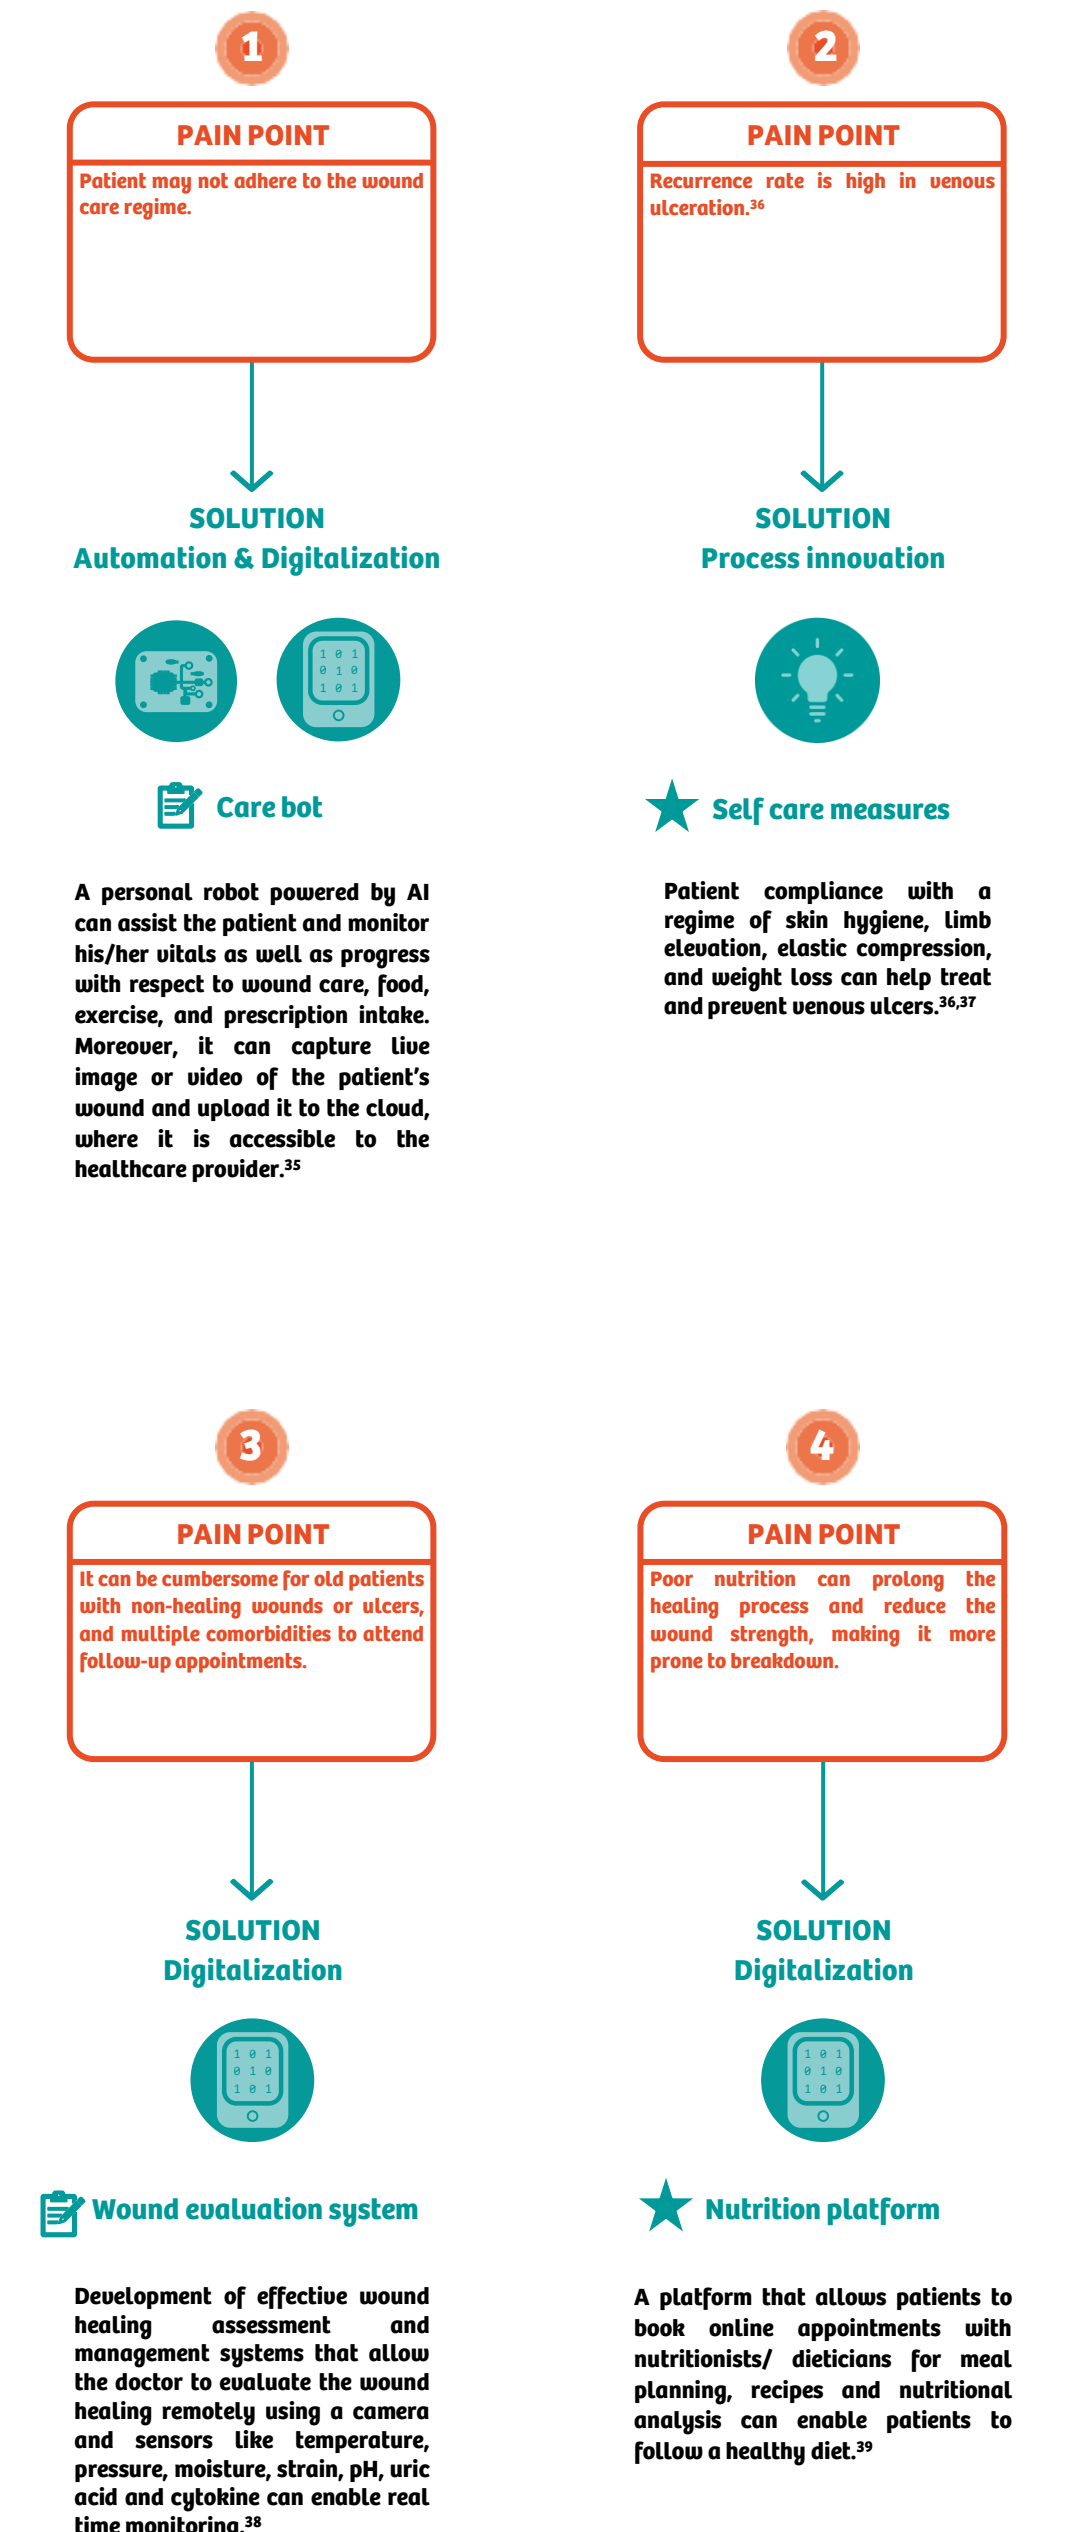 1
PAIN POINT
Patient may not adhere to the wound
care regime.
SOLUTION
Automation & Digitalization
1 0 1
0 1 0
1 0 1
Care bot
A personal robot powered by AI
can assist the patient and monitor
his/her vitals as well as progress
with respect to wound care, food,
exercise, and prescription intake.
Moreover, it can capture live
image or video of the patient's
wound and upload it to the cloud,
where it is accessible to the
healthcare provider.35
2
PAIN POINT
Recurrence rate is high in venous
ulceration.36
SOLUTION
Process innovation
Self care measures
Patient compliance with a
regime of skin hygiene, limb
elevation, elastic compression,
and weight loss can help treat
and prevent venous ulcers.36,37
3
PAIN POINT
It can be cumbersome for old patients
with non-healing wounds or ulcers,
and multiple comorbidities to attend
follow-up appointments.
SOLUTION
Digitalization
1 0 1
0 1 0
1 0 1
Wound evaluation system
Development of effective wound
healing assessment and
management systems that allow
the doctor to evaluate the wound
healing remotely using a camera
and sensors like temperature,
pressure, moisture, strain, pH, uric
acid and cytokine can enable real
time monitoring.38
4
PAIN POINT
Poor nutrition can prolong the
healing process and reduce the
wound strength, making it more
prone to breakdown.
SOLUTION
Digitalization
1 0 1
0 1 0
1 0 1
Nutrition platform
A platform that allows patients to
book online appointments with
nutritionists/ dieticians for meal
planning, recipes and nutritional
analysis can enable patients to
follow a healthy diet.39